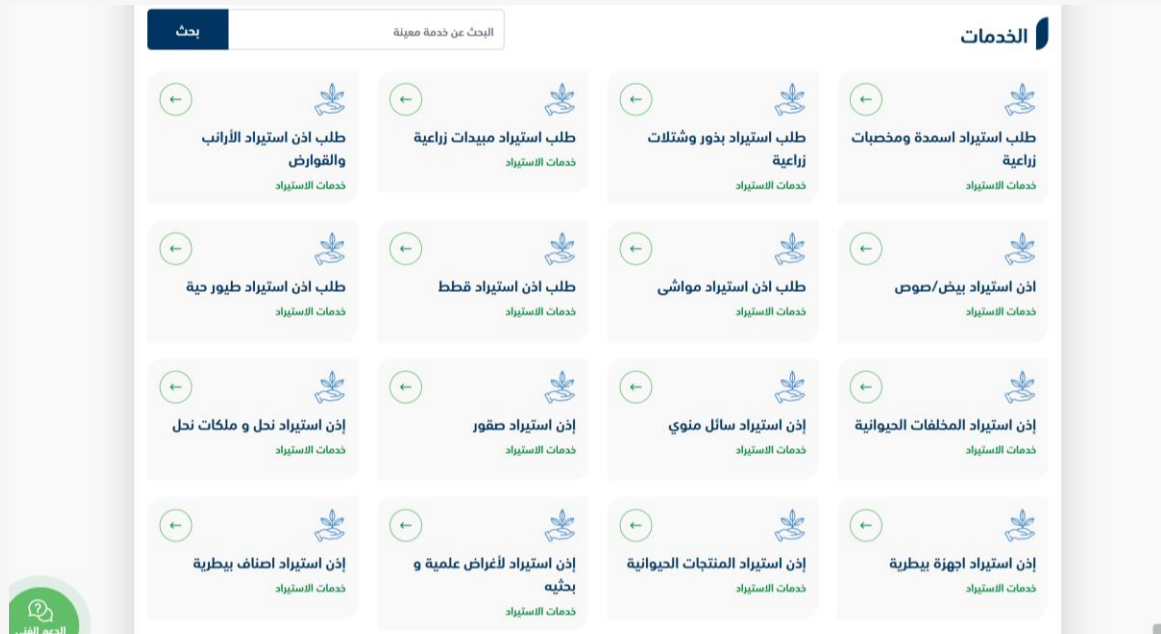 الخدمات
البحث عن خدمة معينة
بحث
طلب استيراد اسمدة ومخصبات
زراعية
خدمات الاستيراد
طلب استيراد بذور وشتلات
زراعية
خدمات الاستيراد
طلب استيراد مبيدات زراعية
خدمات الاستيراد
طلب اذن استيراد الأرانب
والقوارض
خدمات الاستيراد
اذن استيراد بيض/صوص
خدمات الاستيراد
طلب اذن استيراد مواشى
خدمات الاستيراد
طلب اذن استيراد قطط
خدمات الاستيراد
طلب اذن استيراد طيور حية
خدمات الاستيراد
إذن استيراد المخلفات الحيوانية
خدمات الاستيراد
إذن استيراد سائل منوي
خدمات الاستيراد
إذن استيراد صقور
خدمات الاستيراد
إذن استيراد نحل و ملكات نحل
خدمات الاستيراد
إذن استيراد اجهزة بيطرية
خدمات الاستيراد
إذن استيراد المنتجات الحيوانية
خدمات الاستيراد
إذن استيراد لأغراض علمية و
بحثيه
خدمات الاستيراد
إذن استيراد اصناف بيطرية
خدمات الاستيراد
الدعم الفني